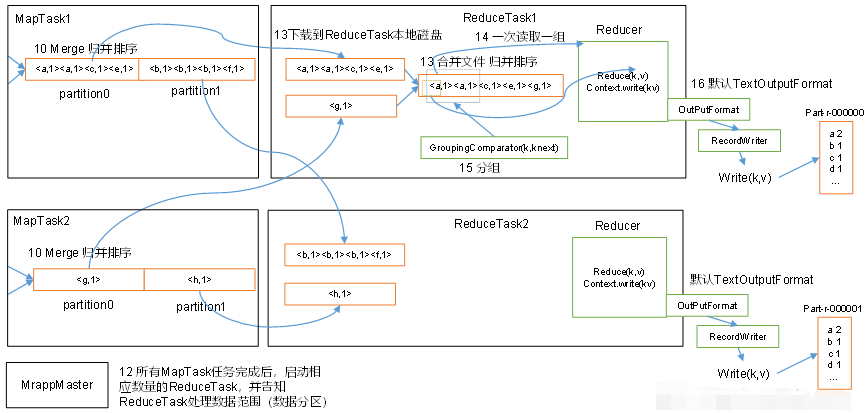 MapTask1
10 Merge 归并排序
<a,1><a,1><c,1><e,1>
<b,1><b,1><b,1><f,1>
partition0
partition1
ReduceTask1
13下载到ReduceTask本地磁盘
14 一次读取一组
Reducer
<a,1><a,1><c,1><e,1>
13 合并文件 归并排序
<a,1><a,1><c,1><e,1><g,1>
<g,1>
Reduce(k,v)
Context.write(kv)
GroupingComparator(k,knext)
15 分组
16 默认TextOutputFormat
OutPutFormat
RecordWriter
Write(k,v)
Part-r-000000
a 2
b 1
c 1
d 1
...
MapTask2
10 Merge 归并排序
<g,1>
<h,1>
partition0
partition1
ReduceTask2
Reducer
<b,1><b,1><b,1><f,1>
<h,1>
Reduce(k,v)
Context.write(kv)
默认TextOutputFormat
OutPutFormat
RecordWriter
Write(k,v)
Part-r-000001
a 2
b 1
c 1
d 1
...
MrappMaster
12 所有MapTask任务完成后，启动相
应数量的ReduceTask，并告知
ReduceTask处理数据范围（数据分区）